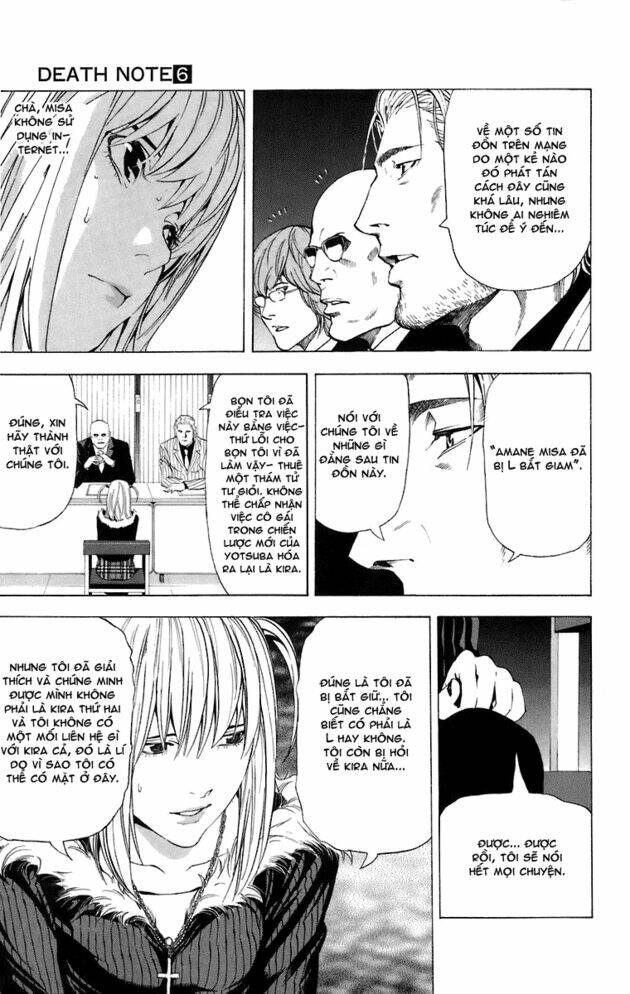 DEATH NOTE 6
VỀ MỘT SỐ TIN
ĐỒN TRÊN MẠNG
DO MỘT KẺ NÀO
ĐÓ PHÁT TÁN
CÁCH ĐÂY CŨNG
KHÁ LÂU, NHƯNG
KHÔNG AI NGHIÊM
TÚC ĐỂ Ý ĐẾN...
CHÀ, MISA
KHÔNG SỬ
DỤNG IN-
TERNET...
"AMANE MISA ĐÃ
BỊ L BẮT GIAM".
NÓI VỚI
CHÚNG TÔI VỀ
NHỮNG GÌ
ĐẰNG SAU TIN
ĐỒN NÀY.
BỌN TÔI ĐÃ
ĐIỀU TRA VIỆC
NÀY BẰNG VIỆC-
THỨ LỖI CHO
BỌN TÔI VÌ ĐÃ
LÀM VẬY- THUÊ
MỘT THÁM TỬ
TƯ GIỎI. KHÔNG
THỂ CHẤP NHẬN
VIỆC CÔ GÁI
TRONG CHIẾN
LƯỢC MỚI CỦA
YOTSUBA HÓA
RA LẠI LÀ KIRA.
ĐÚNG, XIN
HÃY THÀNH
THẬT VỚI
CHÚNG TÔI.
ĐƯỢC... ĐƯỢC
RỒI, TÔI SẼ NÓI
HẾT MỌI CHUYỆN.
ĐÚNG LÀ TÔI ĐÃ
BỊ BẮT GIỮ... TÔI
CŨNG CHẲNG
BIẾT CÓ PHẢI LÀ
L HAY KHÔNG.
TÔI CÒN BỊ HỎI
VỀ KIRA NỮA...
NHƯNG TÔI ĐÃ GIẢI
THÍCH VÀ CHỨNG MINH
ĐƯỢC MÌNH KHÔNG
PHẢI LÀ KIRA THỨ HAI
VÀ TÔI KHÔNG CÓ
MỘT MỐI LIÊN HỆ GÌ
VỚI KIRA CẢ, ĐÓ LÀ LÍ
DO VÌ SAO TÔI CÓ
THỂ CÓ MẶT Ở ĐÂY.